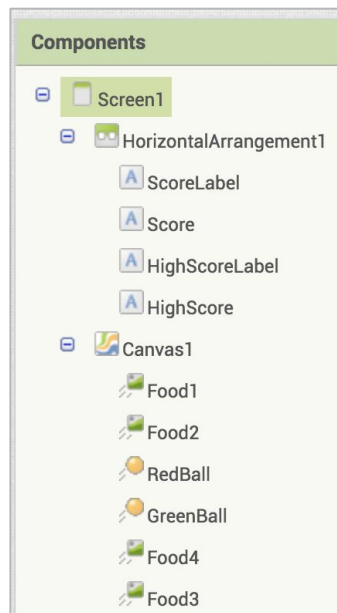 Components
Screen1
HorizontalArrangement1
ScoreLabel
Score
HighScoreLabel
HighScore
Canvas1
Food1
Food2
RedBall
GreenBall
Food4
Food3